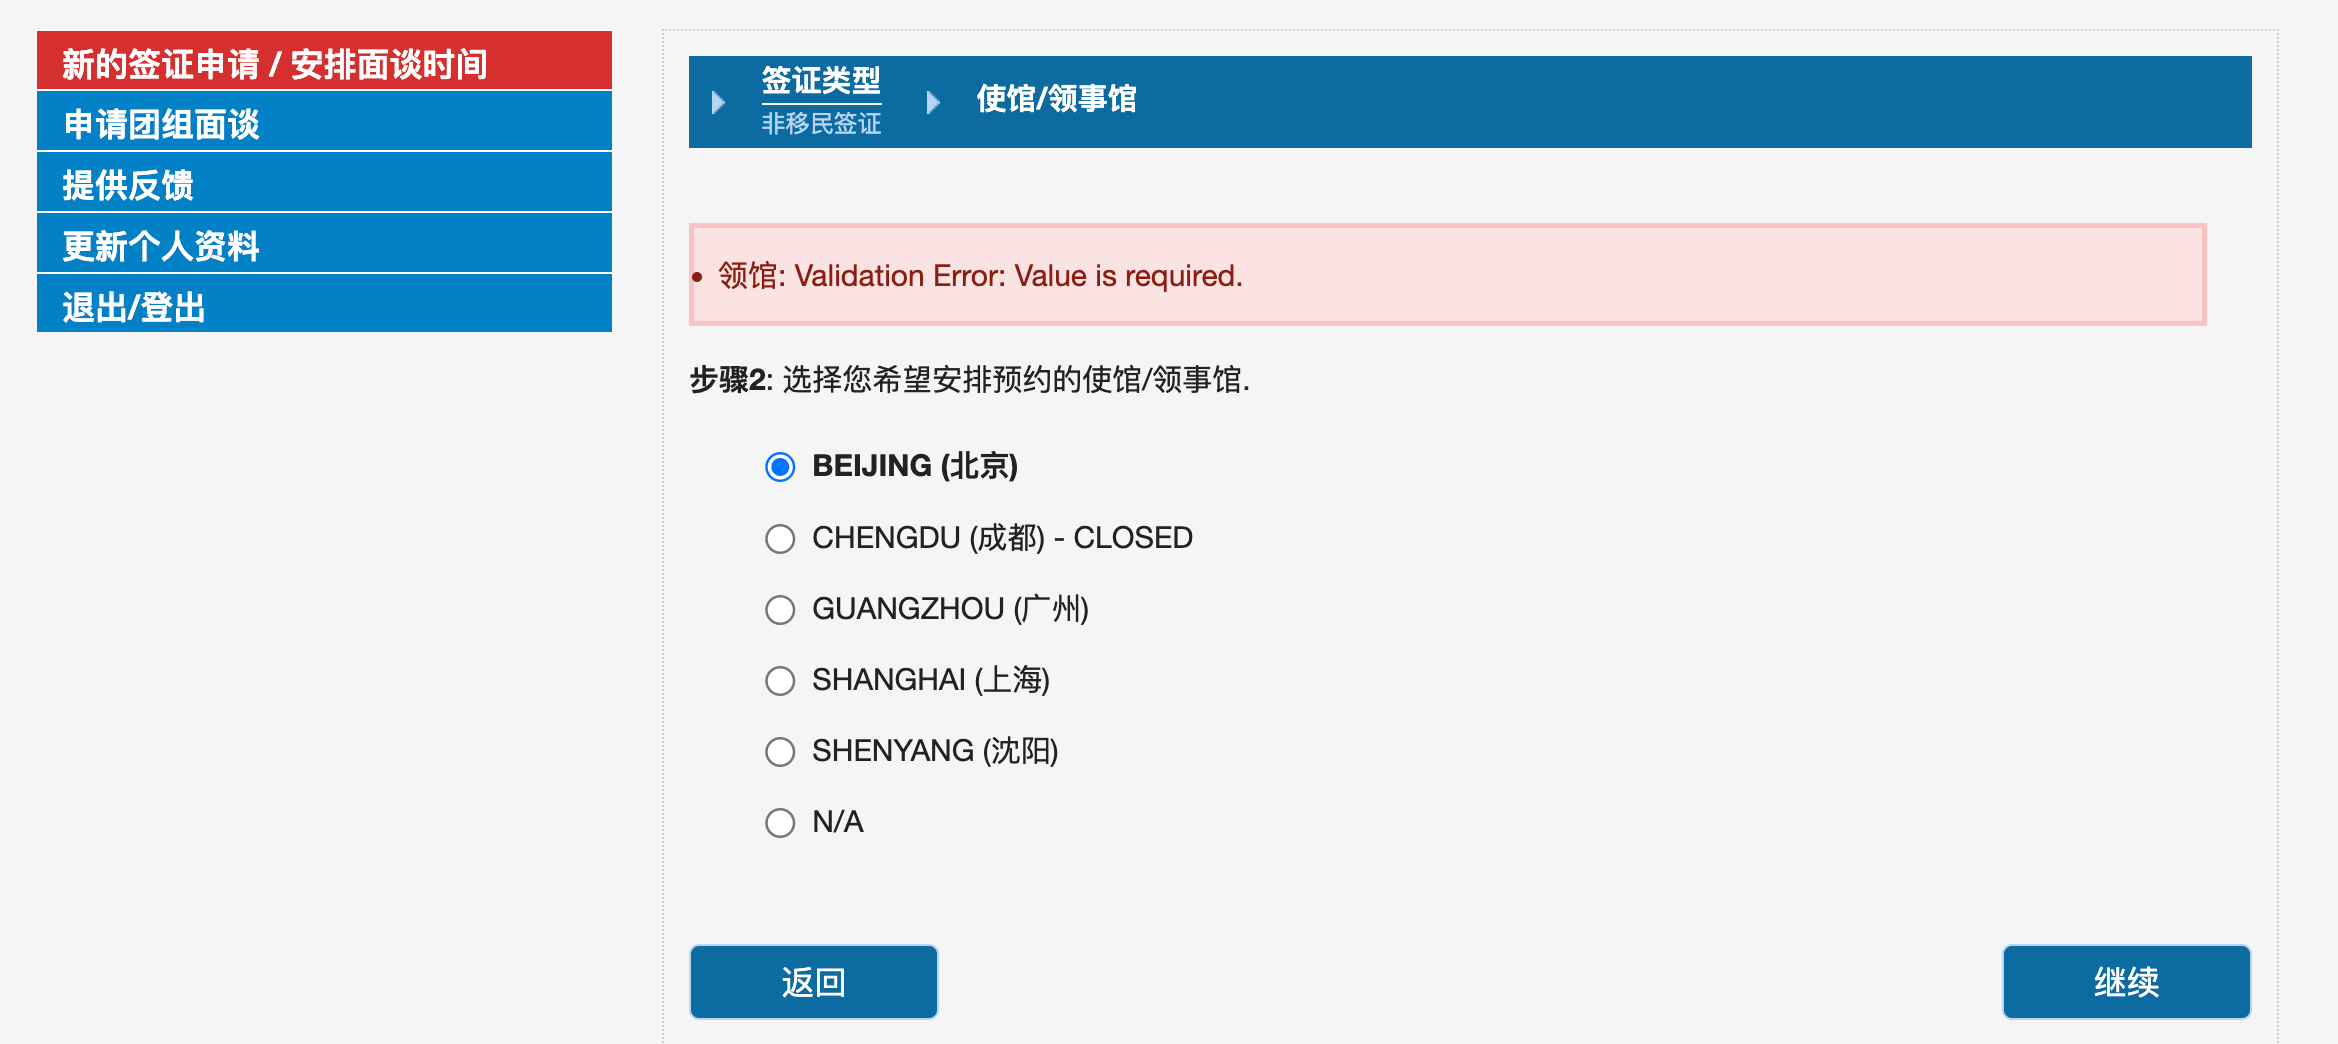 新的签证申请 / 安排面谈时间
申请团组面谈
提供反馈
更新个人资料
退出/登出
签证类型
非移民签证
使馆/领事馆
领馆: Validation Error: Value is required.
步骤2: 选择您希望安排预约的使馆/领事馆.
BEIJING (北京)
CHENGDU (成都) - CLOSED
GUANGZHOU (广州)
SHANGHAI (上海)
SHENYANG (沈阳)
N/A
返回
继续